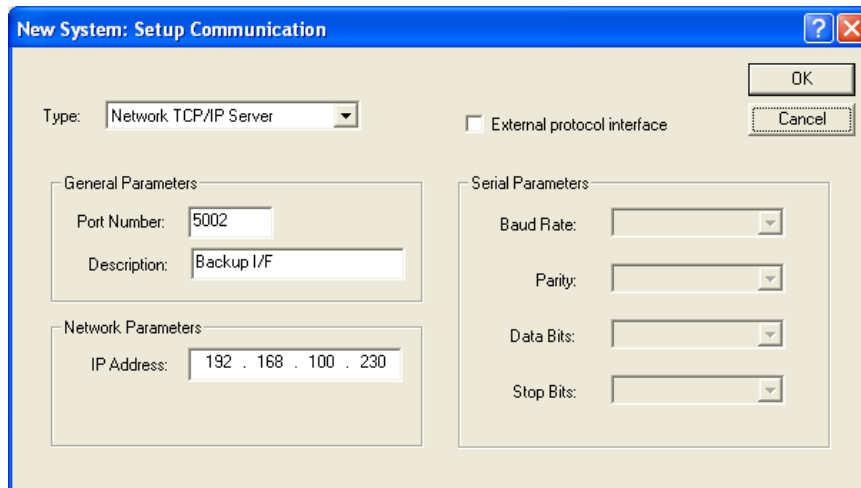 New System: Setup Communication
OK
Type: Network TCP/IP Server
External protocol interface
Cancel
General Parameters
Port Number: 5002
Description: Backup I/F
Network Parameters
IP Address: 192 . 168 . 100 . 230
Serial Parameters
Baud Rate:
Parity:
Data Bits:
Stop Bits: